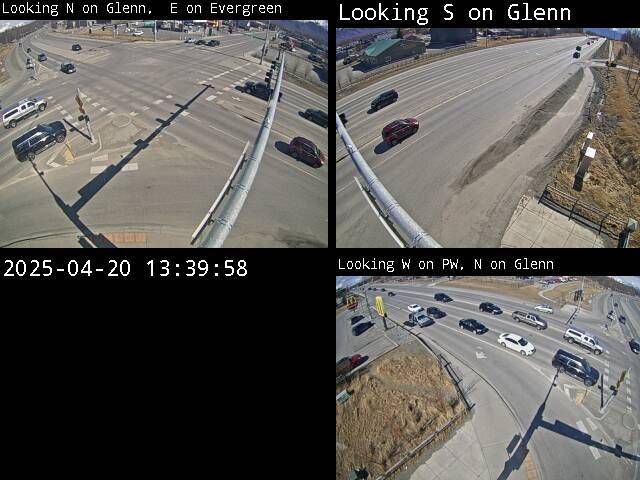 Looking N on Glenn,  E on Evergreen
Looking S on Glenn
2025-04-20 13:39:58
Looking W on PW, N on Glenn